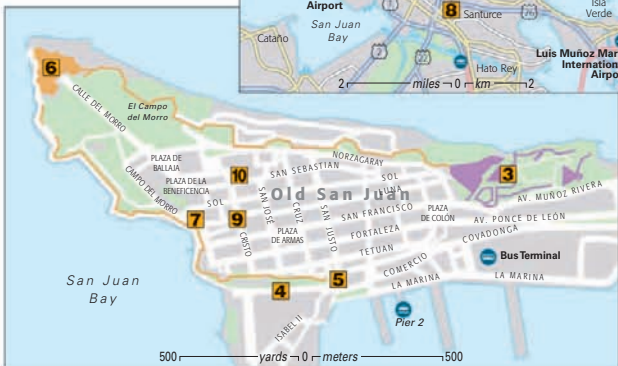 Airport
San Juan
Bay
8
Santurce
26
Isla
Verde
Cataño
2
22
Hato Rey
Luis Muñoz Mar
International
Airpo
2 miles 0 km 2
6
CALLE DEL MORRO
El Campo
del Morro
NORZAGARAY
PLAZA DE
BALLAJA
SAN SEBASTIAN
10
3
CAMPO DEL MORRO
PLAZA DE LA
BENEFICENCIA
SOL
SOL
LUNA
Old San Juan
AV. MUÑOZ RIVERA
7
9
SAN JOSÉ
CRUZ
SAN JUSTO
SAN FRANCISCO
PLAZA
DE COLÓN
AV. PONCE DE LEÓN
CRISTO
PLAZA
DE ARMAS
FORTALEZA
COVADONGA
TETUAN
COMERCIO
Bus Terminal
San Juan
Bay
4
5
LA MARINA
LA MARINA
ISABEL II
Pier 2
500 yards 0 meters 500